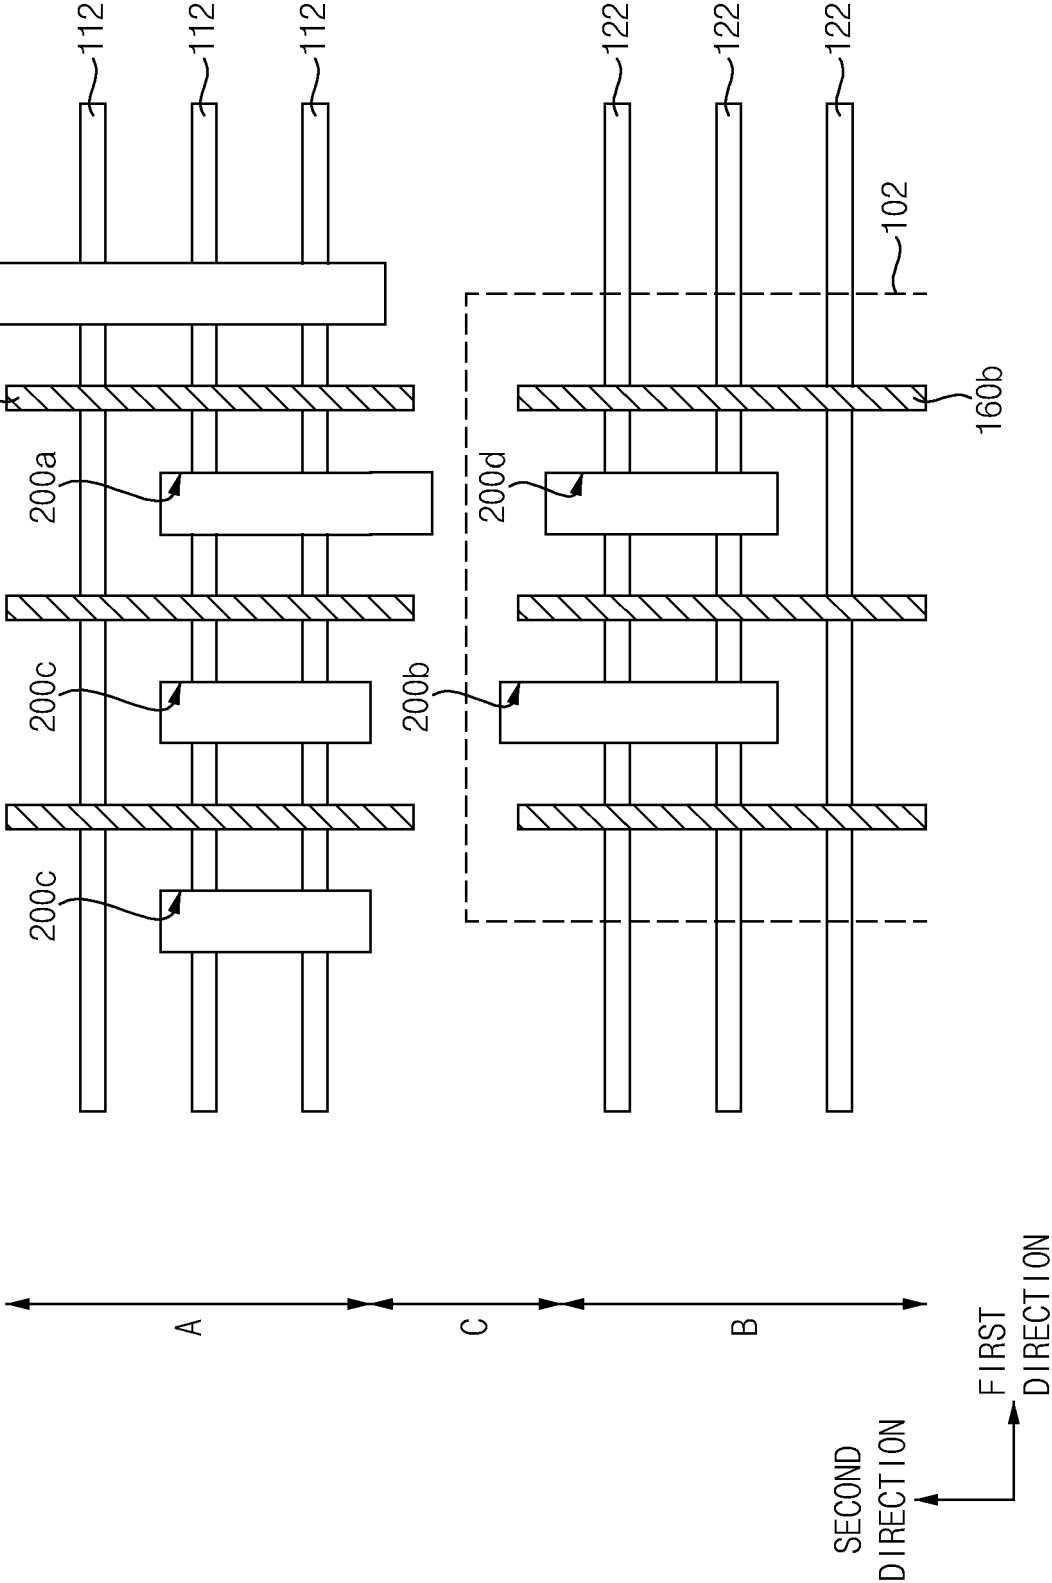 112
112
112
122
122
122
102
160b
200a
200d
200c
200b
200c
A
C
B
FIRST
DIRECTION
SECOND
DIRECTION